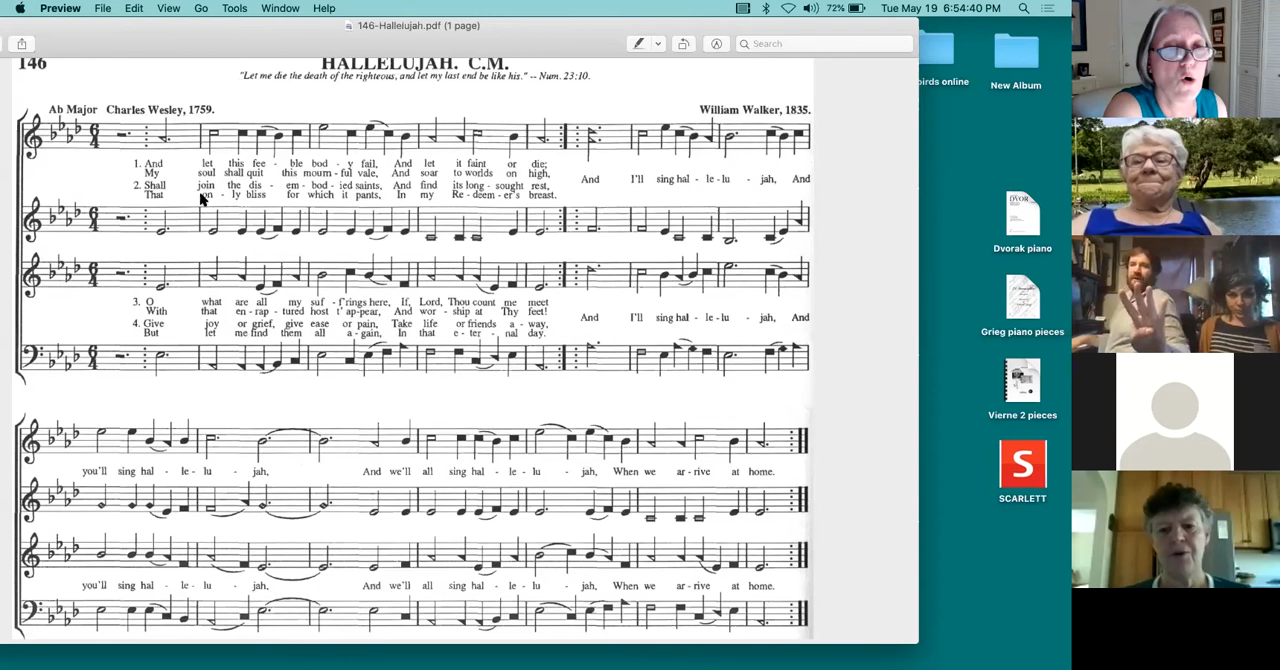 Preview File Edit View Go Tools Window Help 72% Tue May 19 6:54:40 PM
146-Hallelujah.pdf (1 page)
Search
birds online
New Album
Dvorak piano
Grieg piano pieces
Vierne 2 pieces
S
SCARLETT
146 HALLELUJAH. C.M.
"Let me die the death of the righteous, and let my last end be like his." -- Num. 23:10.
Ab Major Charles Wesley, 1759. William Walker, 1835.
1. And let this fee - ble bod - y fail, And let it faint or die;
My soul shall quit this mourn - ful vale, And soar to worlds on high,
And I'll sing hal - le - lu - jah, And
2. Shall join the dis - em - bod - ied saints, And find its long - sought rest,
That on - ly bliss for which it pants, In my Re - deem - er's breast.
3. O what are all my suf - f'rings here, If, Lord, Thou count me meet
With that en - rap - tured host t' ap - pear, And wor - ship at Thy feet!
And I'll sing hal - le - lu - jah, And
4. Give joy or grief, give ease or pain, Take life or friends a - way,
But let me find them all a - gain, In that e - ter - nal day.
you'll sing hal - le - lu - jah, And we'll all sing hal - le - lu - jah, When we ar - rive at home.
you'll sing hal - le - lu - jah, And we'll all sing hal - le - lu - jah, When we ar - rive at home.